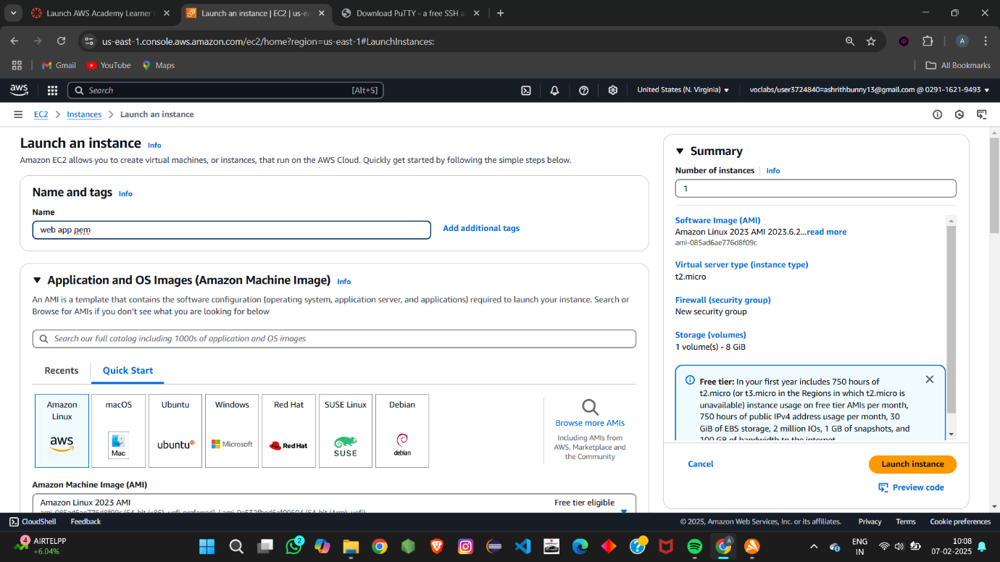 Launch AWS Academy Learner
Launch an instance | EC2 | us-ea
Download PuTTY - a free SSH a
us-east-1.console.aws.amazon.com/ec2/home?region=us-east-1#LaunchInstances:
A
Gmail
YouTube
Maps
All Bookmarks
aws
Search
[Alt+S]
United States (N. Virginia)
voclabs/user3724840=ashrithbunny13@gmail.com @ 0291-1621-9493
EC2
Instances
Launch an instance
Launch an instance Info
Amazon EC2 allows you to create virtual machines, or instances, that run on the AWS Cloud. Quickly get started by following the simple steps below.
Name and tags Info
Name
web app pem
Add additional tags
Application and OS Images (Amazon Machine Image) Info
An AMI is a template that contains the software configuration (operating system, application server, and applications) required to launch your instance. Search or
Browse for AMIs if you don't see what you are looking for below
Search our full catalog including 1000s of application and OS images
Recents
Quick Start
Amazon
Linux
aws
macOS
Mac
Ubuntu
ubuntu
Windows
Microsoft
Red Hat
Red Hat
SUSE Linux
SUSE
Debian
debian
Browse more AMIs
Including AMIs from
AWS, Marketplace and
the Community
Amazon Machine Image (AMI)
Amazon Linux 2023 AMI
Free tier eligible
Summary
Number of instances Info
1
Software Image (AMI)
Amazon Linux 2023 AMI 2023.6.2...read more
ami-085ad6ae776d8f09c
Virtual server type (instance type)
t2.micro
Firewall (security group)
New security group
Storage (volumes)
1 volume(s) - 8 GiB
Free tier: In your first year includes 750 hours of
t2.micro (or t3.micro in the Regions in which t2.micro is
unavailable) instance usage on free tier AMIs per month,
750 hours of public IPv4 address usage per month, 30
GiB of EBS storage, 2 million IOs, 1 GB of snapshots, and
100 GB of bandwidth to the internet.
Cancel
Launch instance
Preview code
CloudShell
Feedback
© 2025, Amazon Web Services, Inc. or its affiliates.
Privacy
Terms
Cookie preferences
4
AIRTELPP
+6.04%
2
A
ENG
IN
10:08
07-02-2025